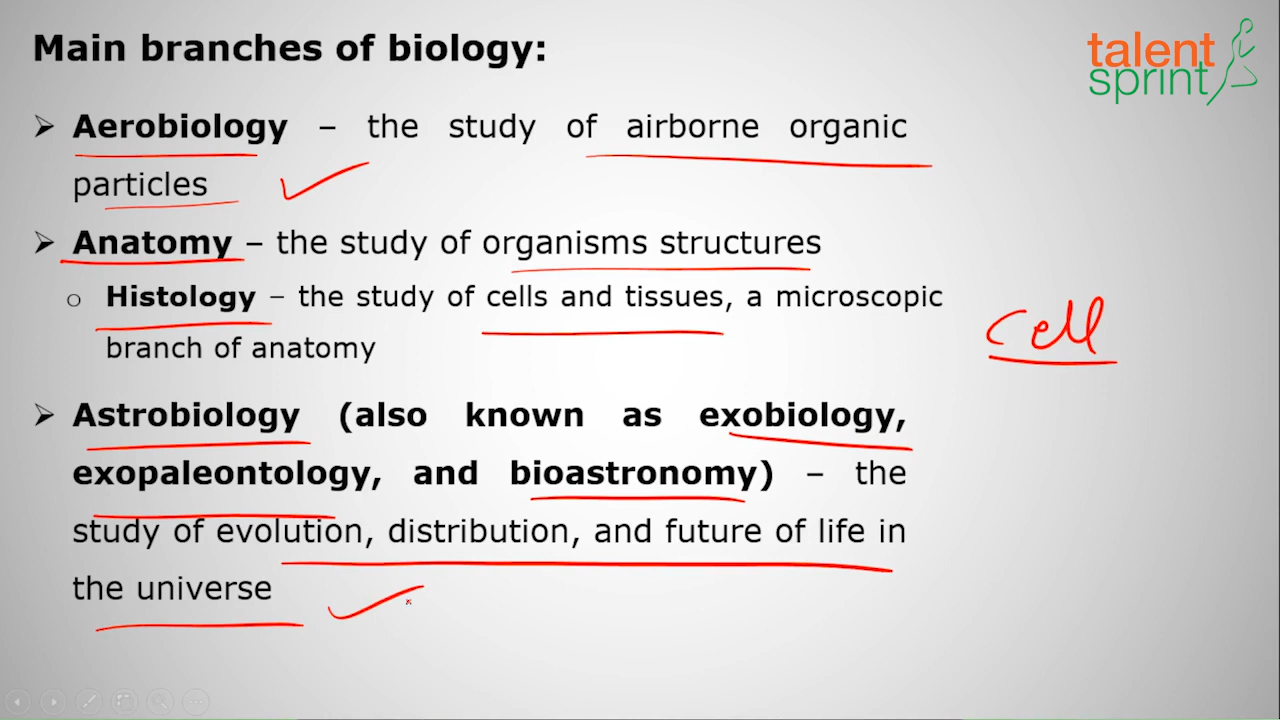 Main branches of biology:
talent
sprint
➢ Aerobiology – the study of airborne organic
particles
➢ Anatomy – the study of organisms structures
o Histology – the study of cells and tissues, a microscopic
branch of anatomy
cell
➢ Astrobiology (also known as exobiology,
exopaleontology, and bioastronomy) – the
study of evolution, distribution, and future of life in
the universe